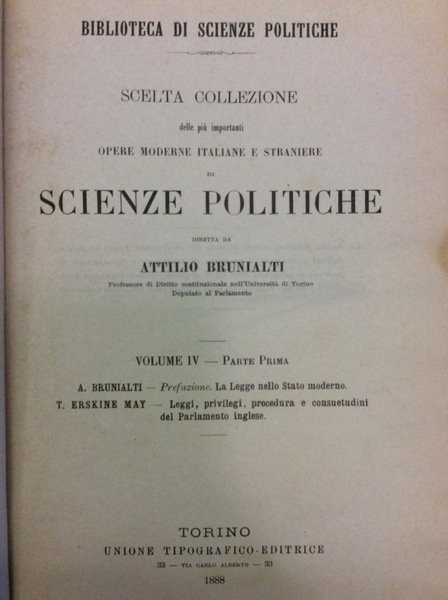 BIBLIOTECA DI SCIENZE POLITICHE
SCELTA COLLEZIONE
delle più importanti
OPERE MODERNE ITALIANE E STRANIERE
DI
SCIENZE POLITICHE
DIRETTA DA
ATTILIO BRUNIALTI
Professore di Diritto costituzionale nell'Università di Torino
Deputato al Parlamento
VOLUME IV — PARTE PRIMA
A. BRUNIALTI — Prefazione. La Legge nello Stato moderno.
T. ERSKINE MAY — Leggi, privilegi, procedura e consuetudini
del Parlamento inglese.
TORINO
UNIONE TIPOGRAFICO-EDITRICE
33 — VIA CARLO ALBERTO — 33
1888